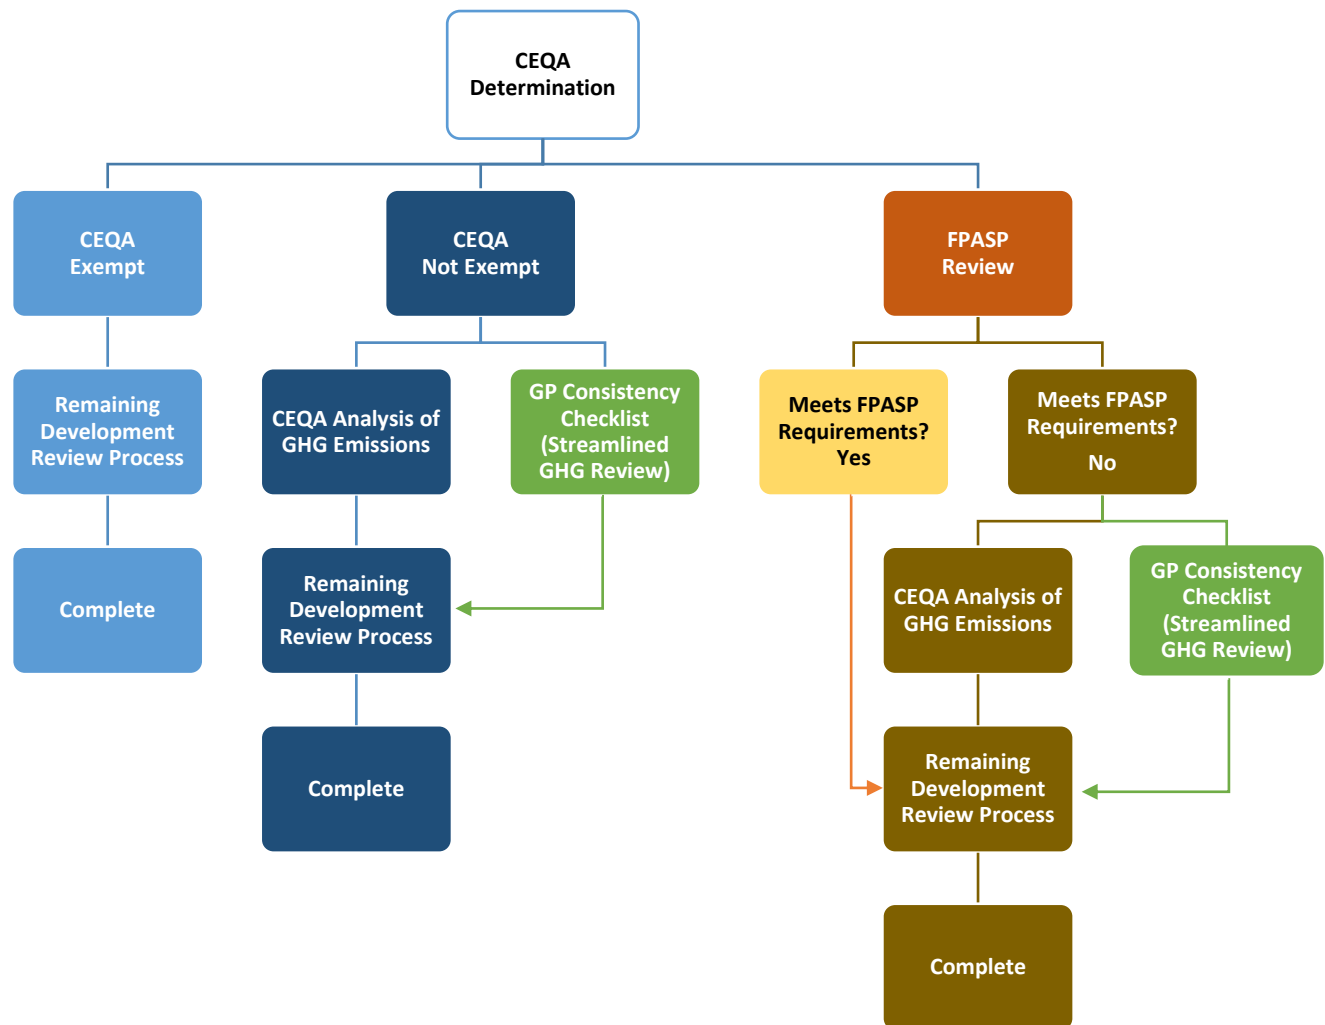 CEQA
Determination
CEQA
Exempt
CEQA
Not Exempt
FPASP
Review
Remaining
Development
Review Process
CEQA Analysis of
GHG Emissions
GP Consistency
Checklist
(Streamlined
GHG Review)
Meets FPASP
Requirements?
Yes
Meets FPASP
Requirements?
No
Complete
Remaining
Development
Review Process
CEQA Analysis of
GHG Emissions
GP Consistency
Checklist
(Streamlined
GHG Review)
Complete
Remaining
Development
Review Process
Complete